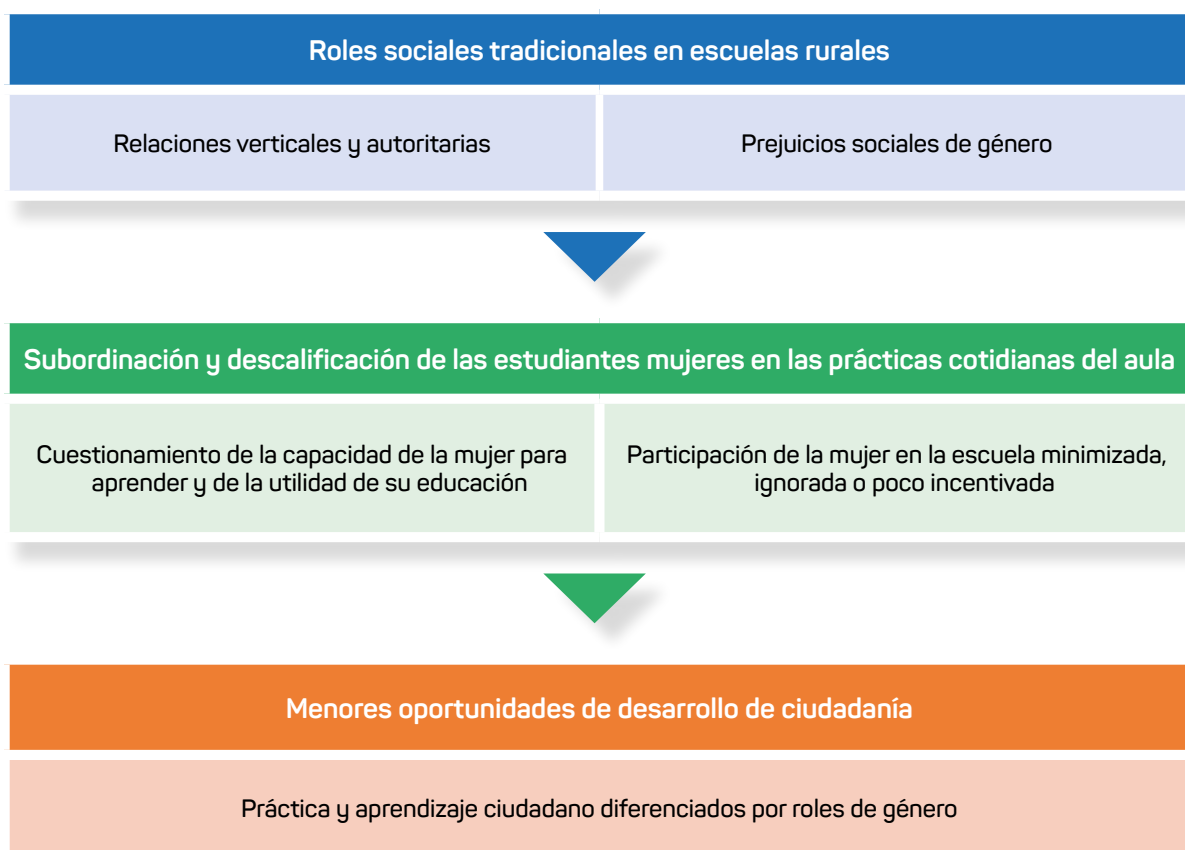 Roles sociales tradicionales en escuelas rurales
Relaciones verticales y autoritarias
Prejuicios sociales de género
Subordinación y descalificación de las estudiantes mujeres en las prácticas cotidianas del aula
Cuestionamiento de la capacidad de la mujer para
aprender y de la utilidad de su educación
Participación de la mujer en la escuela minimizada,
ignorada o poco incentivada
Menores oportunidades de desarrollo de ciudadanía
Práctica y aprendizaje ciudadano diferenciados por roles de género